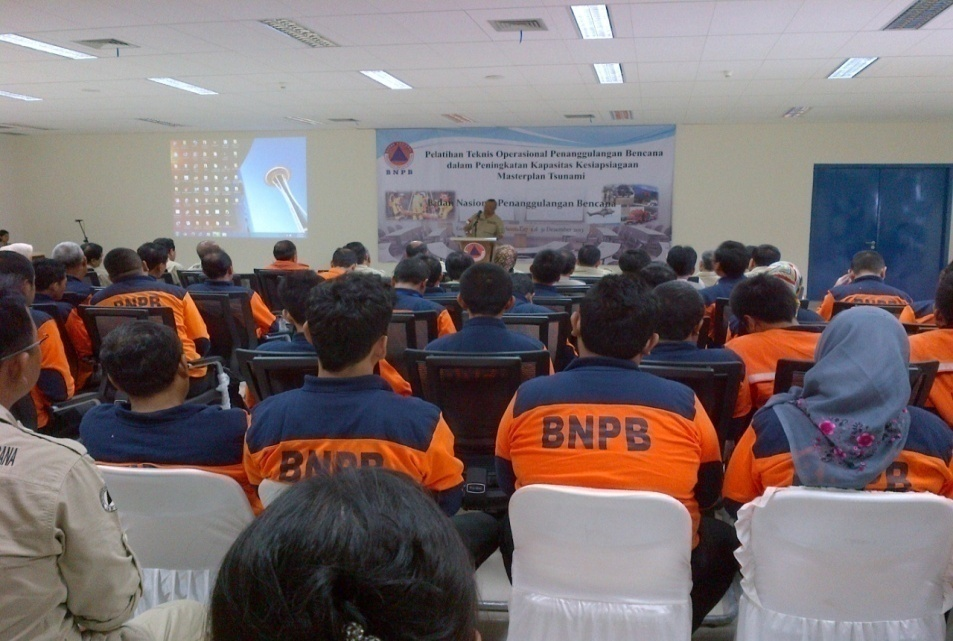 BNPB
Pelatihan Teknis Operasional Penanggulangan Bencana
dalam Peningkatan Kapasitas Kesiapsiagaan
Masterplan Tsunami
Badan Nasional Penanggulangan Bencana
BNPB
BNPB
BNPB